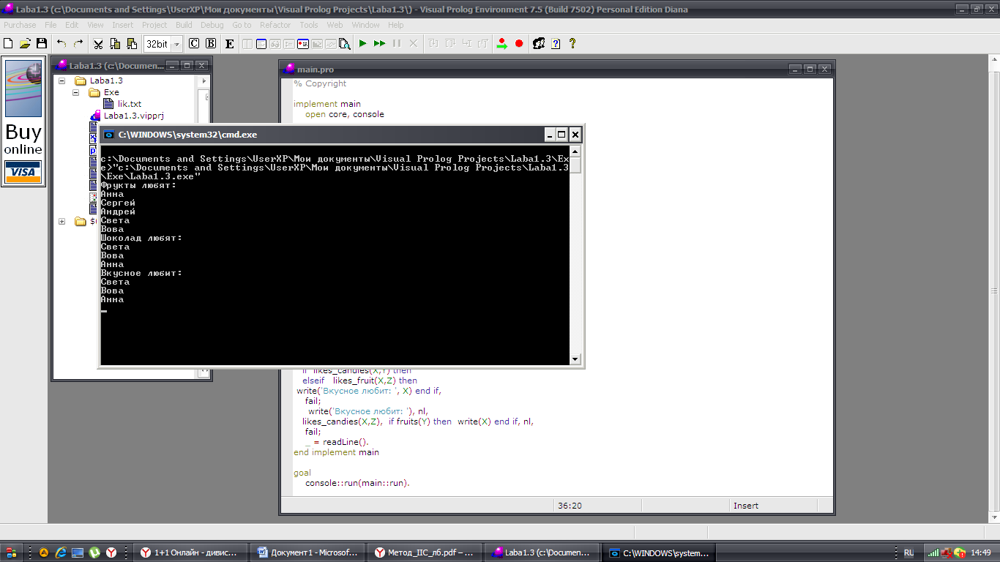 Laba1.3 (c:\Documents and Settings\UserXP\Мои документы\Visual Prolog Projects\Laba1.3\) - Visual Prolog Environment 7.5 (Build 7502) Personal Edition Diana
Purchase File Edit View Insert Project Build Debug Go to Refactor Tools Web Window Help
32bit C B E
Buy
online
VISA
Laba1.3 (c:\Documen...
Laba1.3
Exe
lik.txt
Laba1.3.vipprj
main.pro
% Copyright
implement main
open core, console
C:\WINDOWS\system32\cmd.exe
c:\Documents and Settings\UserXP\Мои документы\Visual Prolog Projects\Laba1.3\Ex
e>"c:\Documents and Settings\UserXP\Мои документы\Visual Prolog Projects\Laba1.3
\Exe\Laba1.3.exe"
Фрукты любят:
Анна
Сергей
Андрей
Света
Вова
Шоколад любят:
Света
Вова
Анна
Вкусное любит:
Света
Вова
Анна
if likes_candies(X,Y) then
elseif likes_fruit(X,Z) then
write('Вкусное любит: ', X) end if,
fail;
write('Вкусное любит: '), nl,
likes_candies(X,Z), if fruits(Y) then write(X) end if, nl,
fail;
_ = readLine().
end implement main
goal
console::run(main::run).
36:20
Insert
1+1 Онлайн - дивис...
Документ1 - Microsof...
Метод_ІІС_лб.pdf – ...
Laba1.3 (c:\Documen...
C:\WINDOWS\system...
RU
14:49